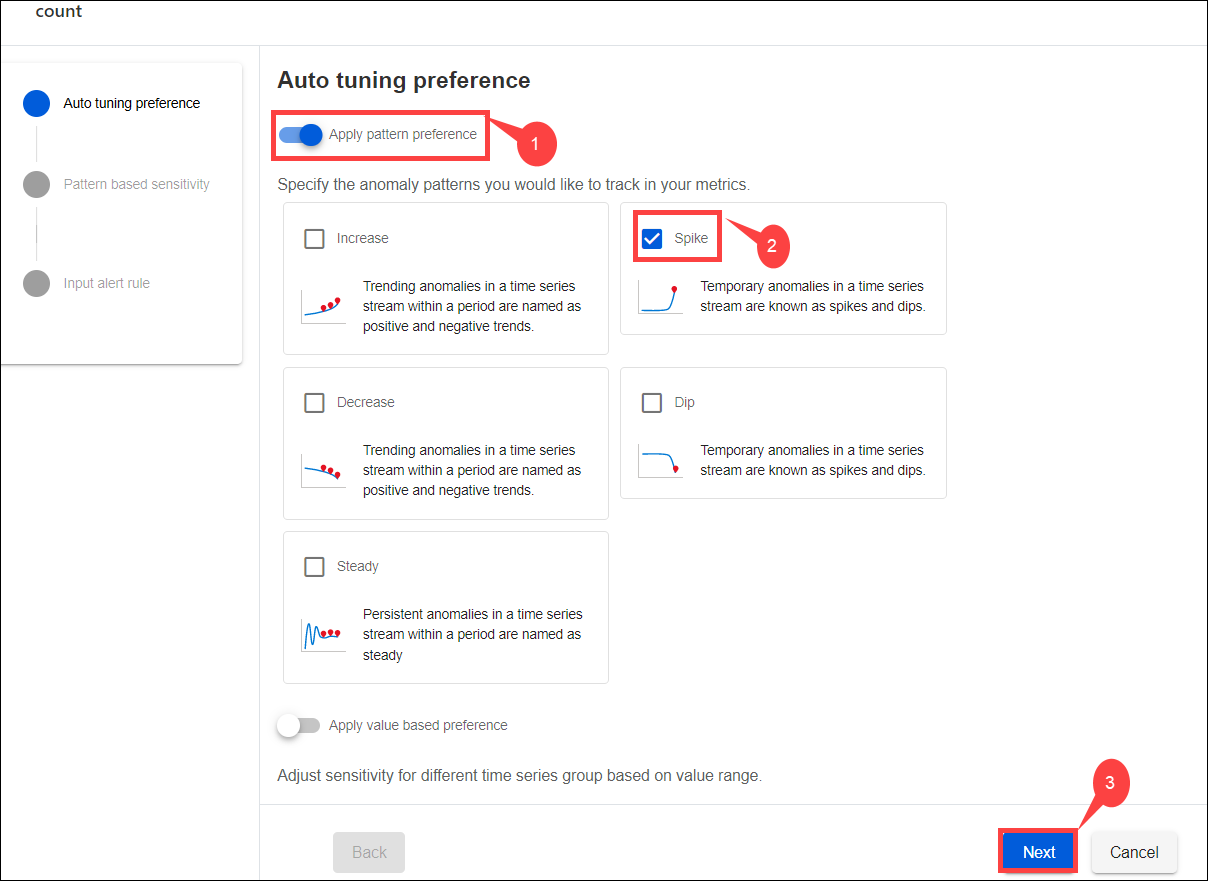 count
Auto tuning preference
Pattern based sensitivity
Input alert rule
Auto tuning preference
Apply pattern preference
1
Specify the anomaly patterns you would like to track in your metrics.
Increase
Trending anomalies in a time series
stream within a period are named as
positive and negative trends.
Spike
2
Temporary anomalies in a time series
stream are known as spikes and dips.
Decrease
Trending anomalies in a time series
stream within a period are named as
positive and negative trends.
Dip
Temporary anomalies in a time series
stream are known as spikes and dips.
Steady
Persistent anomalies in a time series
stream within a period are named as
steady
Apply value based preference
Adjust sensitivity for different time series group based on value range.
3
Back
Next
Cancel